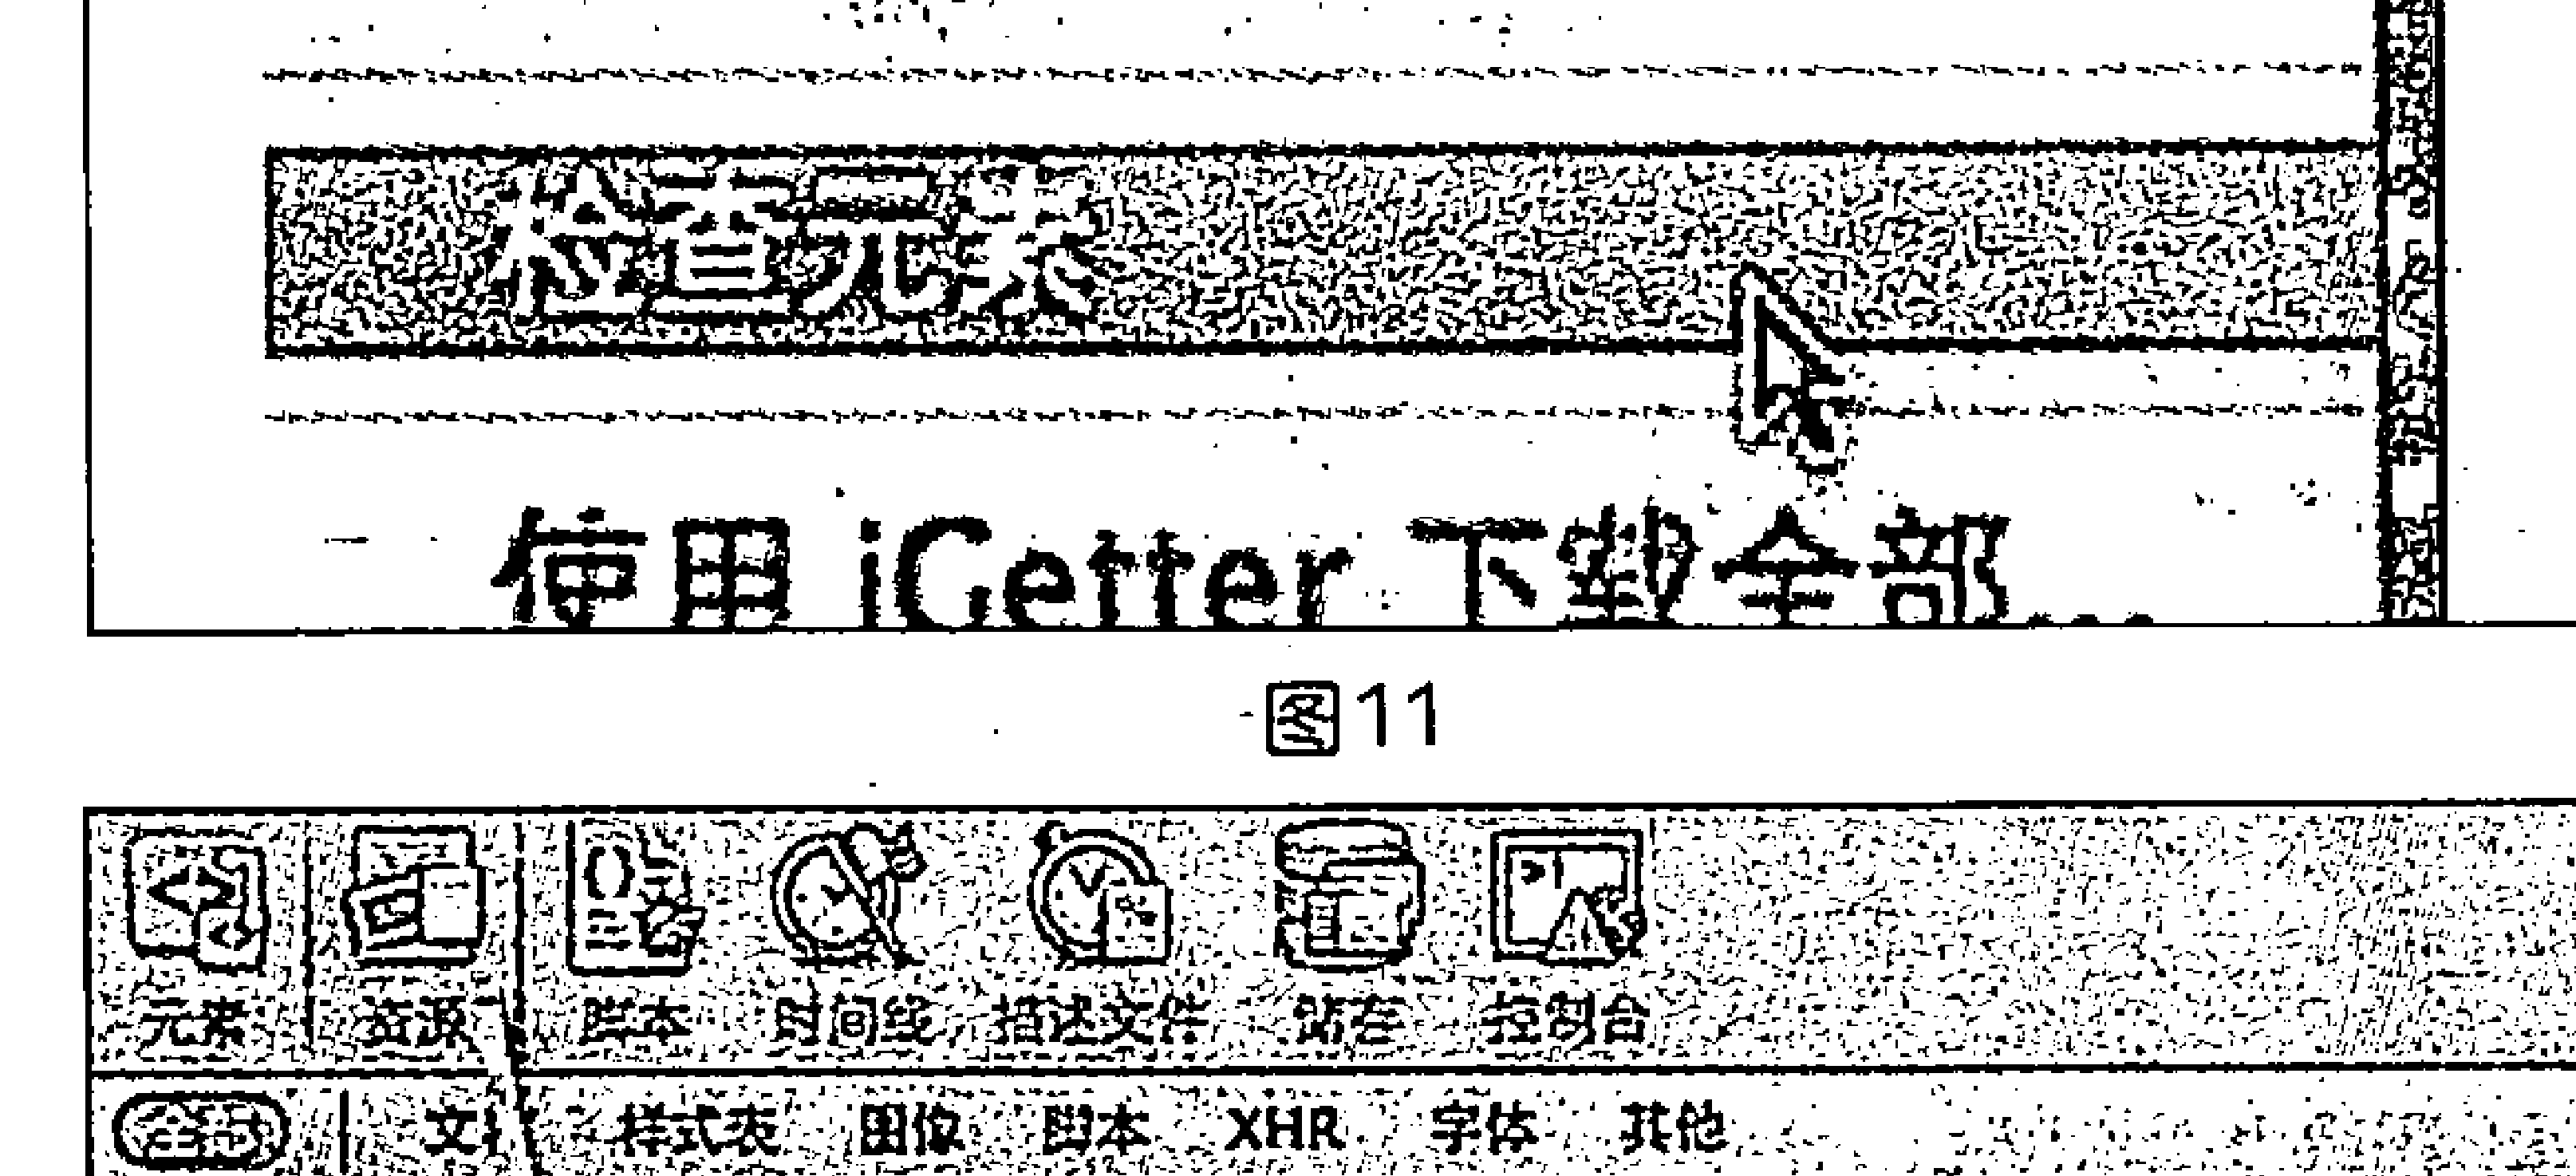 检查元素
使用 iGetter 下载全部...
图11
元素 资源 脚本 时间线 描述文件 储存 控制台
全部 文 样式表 图像 脚本 XHR 字体 其他